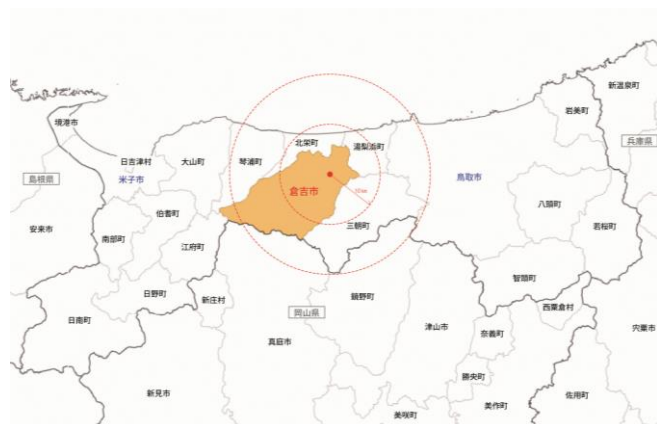 新温泉町
岩美町
境港市
兵庫県
北栄町
湯梨浜町
日吉津村
大山町
琴浦町
島根県
米子市
鳥取市
倉吉市
10km
八頭町
伯耆町
安来市
三朝町
若桜町
南部町
江府町
智頭町
日野町
新庄村
鏡野町
西粟倉村
岡山県
日南町
津山市
奈義町
宍粟市
真庭市
勝央町
新見市
佐用町
美作町
美咲町